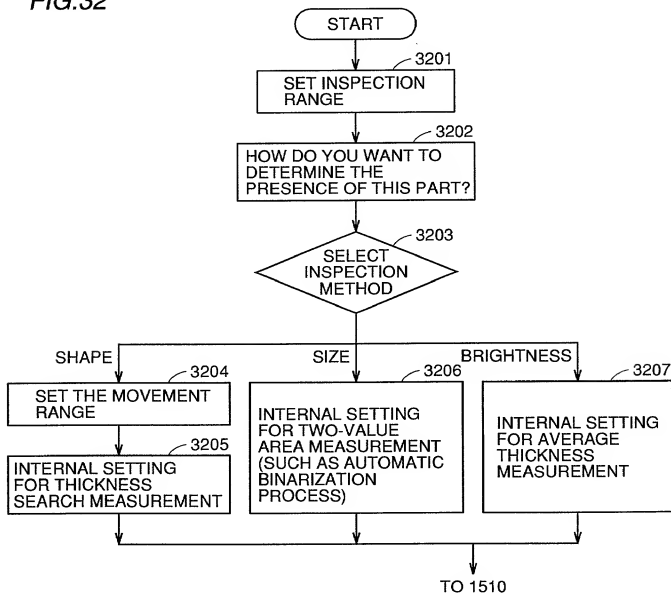 FIG.32
START
3201
SET INSPECTION
RANGE
3202
HOW DO YOU WANT TO
DETERMINE THE
PRESENCE OF THIS PART?
3203
SELECT
INSPECTION
METHOD
SHAPE
SIZE
BRIGHTNESS
3204
SET THE MOVEMENT
RANGE
3205
INTERNAL SETTING
FOR THICKNESS
SEARCH MEASUREMENT
3206
INTERNAL SETTING
FOR TWO-VALUE
AREA MEASUREMENT
(SUCH AS AUTOMATIC
BINARIZATION
PROCESS)
3207
INTERNAL SETTING
FOR AVERAGE
THICKNESS
MEASUREMENT
TO 1510